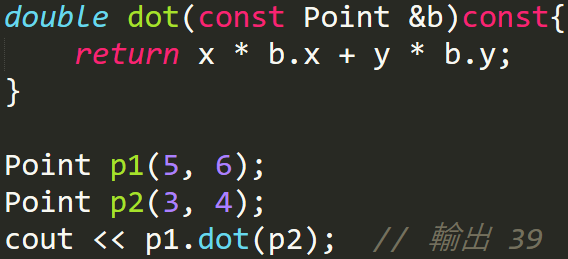 double dot(const Point &b)const{
    return x * b.x + y * b.y;
}

Point p1(5, 6);
Point p2(3, 4);
cout << p1.dot(p2);  // 輸出 39